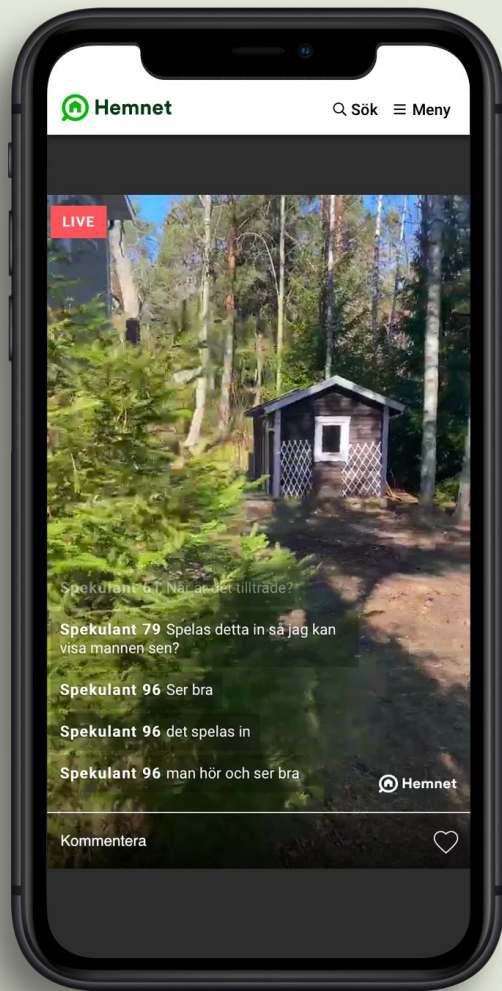 Hemnet
Sök
Meny
LIVE
Spekulant 61 När är det tillträde?
Spekulant 79 Spelas detta in så jag kan
visa mannen sen?
Spekulant 96 Ser bra
Spekulant 96 det spelas in
Spekulant 96 man hör och ser bra
Hemnet
Kommentera